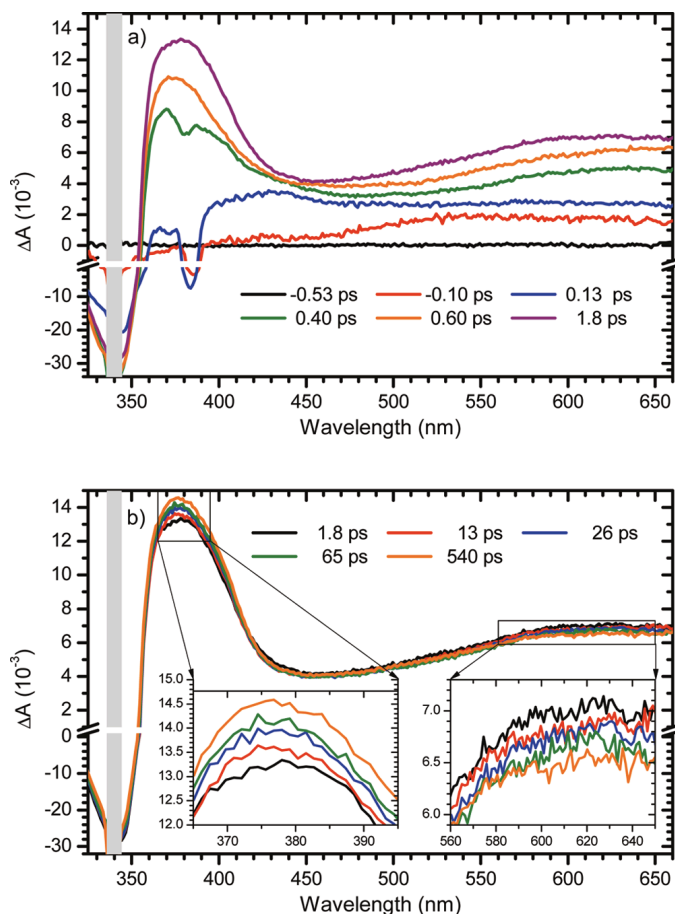 a)
14
12
10
8
6
4
2
0
-10
-20
-30
ΔA (10-3)
-0.53 ps -0.10 ps 0.13 ps
0.40 ps 0.60 ps 1.8 ps
350 400 450 500 550 600 650
Wavelength (nm)
b)
14
12
10
8
6
4
2
0
-10
-20
-30
ΔA (10-3)
1.8 ps 13 ps 26 ps
65 ps 540 ps
15.0
14.5
14.0
13.5
13.0
12.5
12.0
370 380 390
7.0
6.5
6.0
560 580 600 620 640
350 400 450 500 550 600 650
Wavelength (nm)